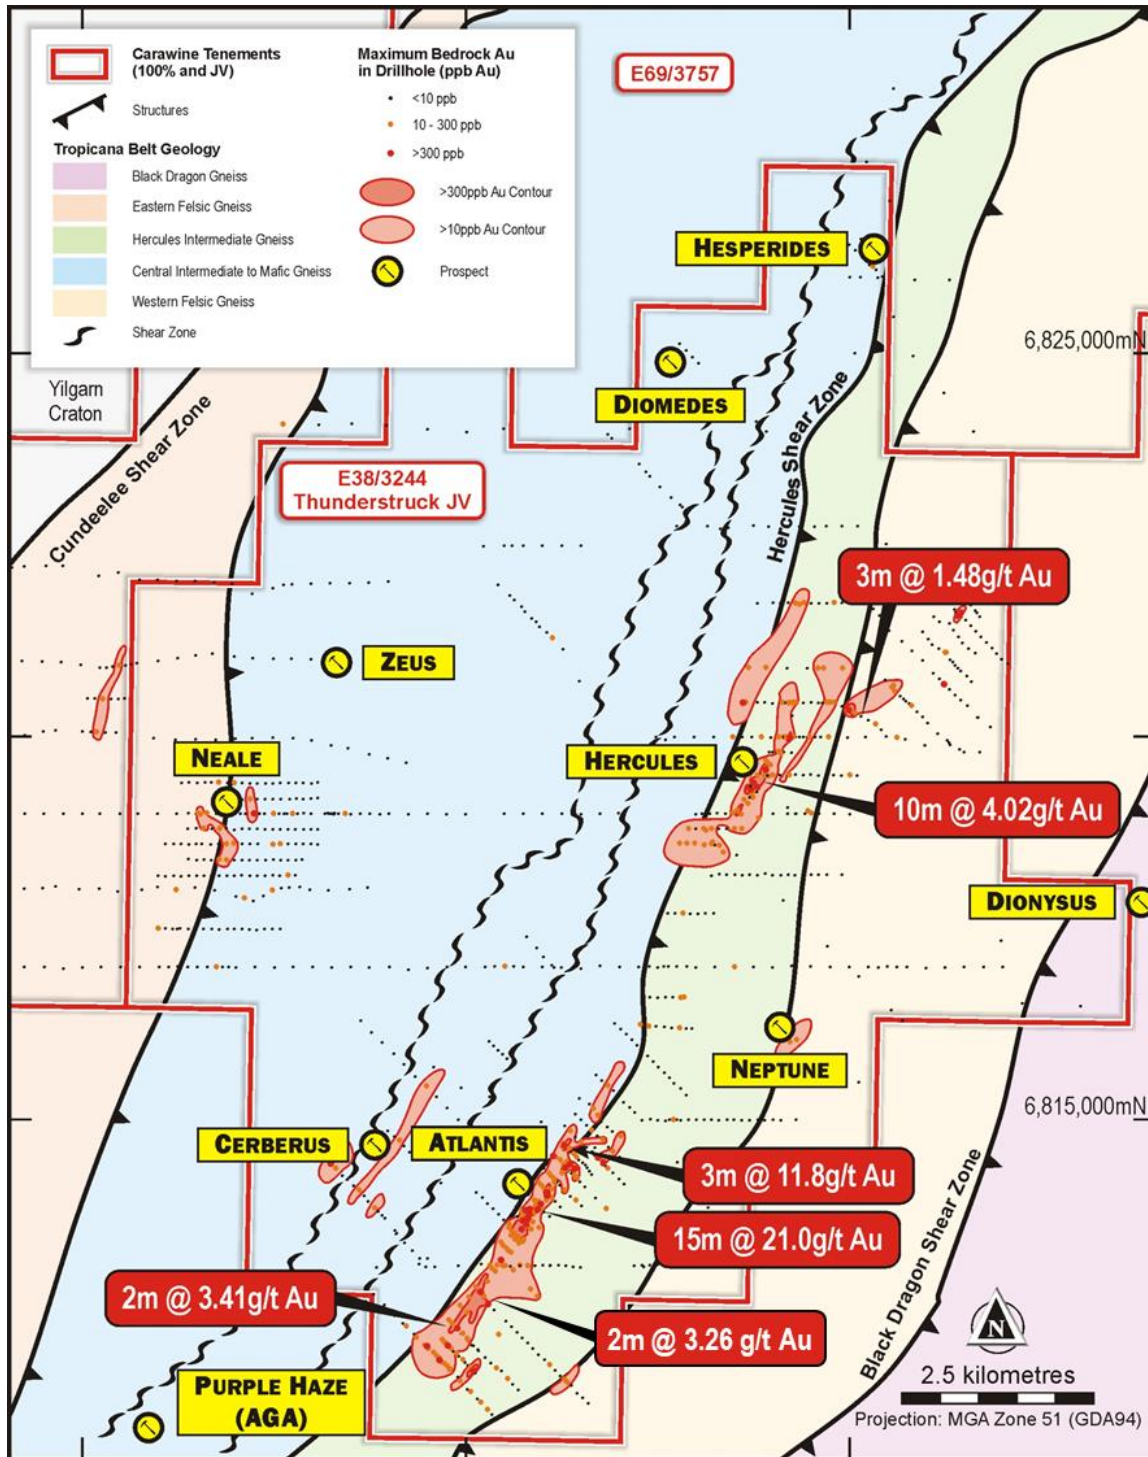 Carawine Tenements
(100% and JV)
Structures
Tropicana Belt Geology
Black Dragon Gneiss
Eastern Felsic Gneiss
Hercules Intermediate Gneiss
Central Intermediate to Mafic Gneiss
Western Felsic Gneiss
Shear Zone
Maximum Bedrock Au
in Drillhole (ppb Au)
<10 ppb
10 - 300 ppb
>300 ppb
>300ppb Au Contour
>10ppb Au Contour
Prospect
E69/3757
HESPERIDES
6,825,000mN
Yilgarn
Craton
DIOMEDES
Cundeelee Shear Zone
Hercules Shear Zone
E38/3244
Thunderstruck JV
3m @ 1.48g/t Au
ZEUS
NEALE
HERCULES
10m @ 4.02g/t Au
DIONYSUS
NEPTUNE
6,815,000mN
CERBERUS
ATLANTIS
3m @ 11.8g/t Au
15m @ 21.0g/t Au
2m @ 3.41g/t Au
2m @ 3.26 g/t Au
Black Dragon Shear Zone
PURPLE HAZE
(AGA)
N
2.5 kilometres
Projection: MGA Zone 51 (GDA94)